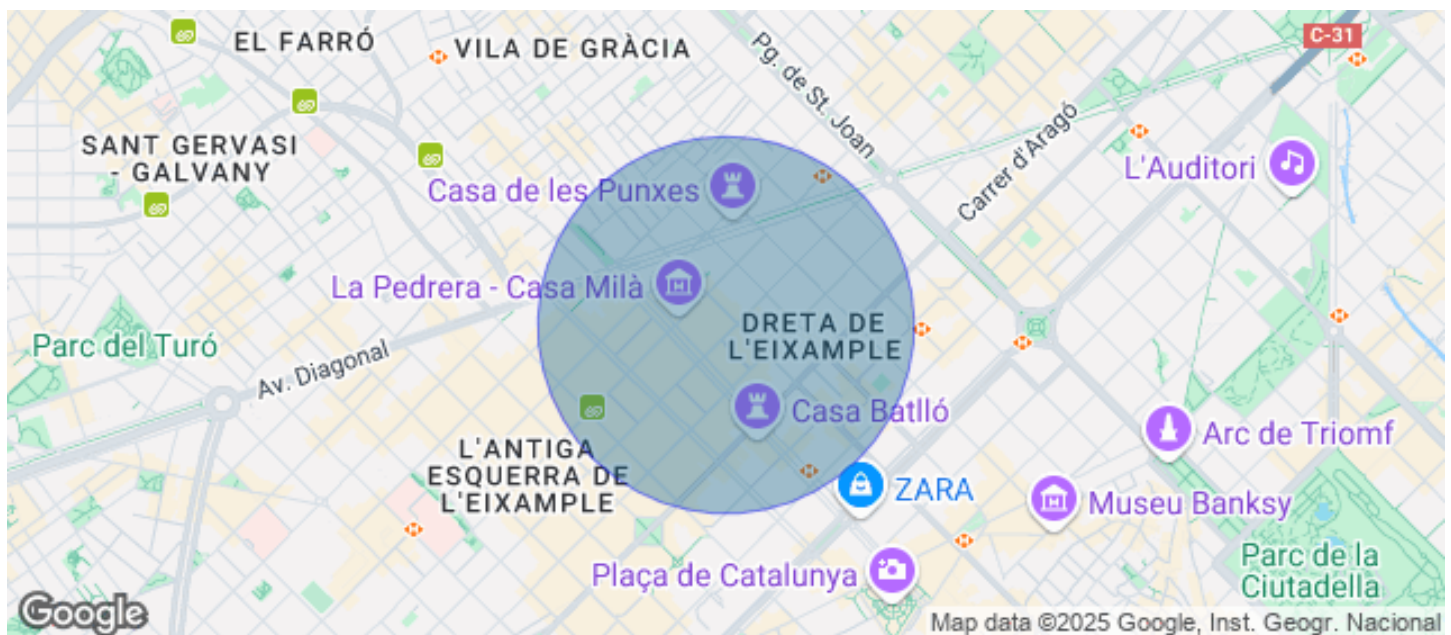 EL FARRÓ
VILA DE GRÀCIA
Pg. de St. Joan
C-31
SANT GERVASI
- GALVANY
Casa de les Punxes
Carrer d'Aragó
L'Auditori
La Pedrera - Casa Milà
DRETA DE
L'EIXAMPLE
Parc del Turó
Av. Diagonal
Casa Batlló
Arc de Triomf
L'ANTIGA
ESQUERRA DE
L'EIXAMPLE
ZARA
Museu Banksy
Plaça de Catalunya
Parc de la
Ciutadella
Google
Map data ©2025 Google, Inst. Geogr. Nacional